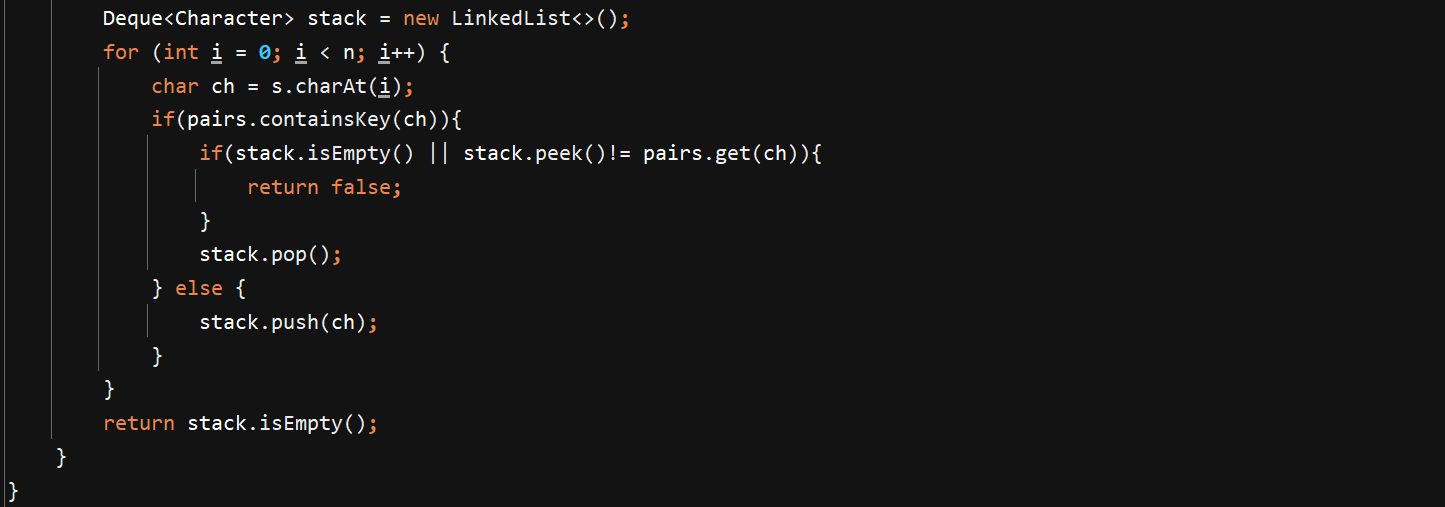 Deque<Character> stack = new LinkedList<>();
for (int i = 0; i < n; i++) {
char ch = s.charAt(i);
if(pairs.containsKey(ch)){
if(stack.isEmpty() || stack.peek()!= pairs.get(ch)){
return false;
}
stack.pop();
} else {
stack.push(ch);
}
}
return stack.isEmpty();
}
}